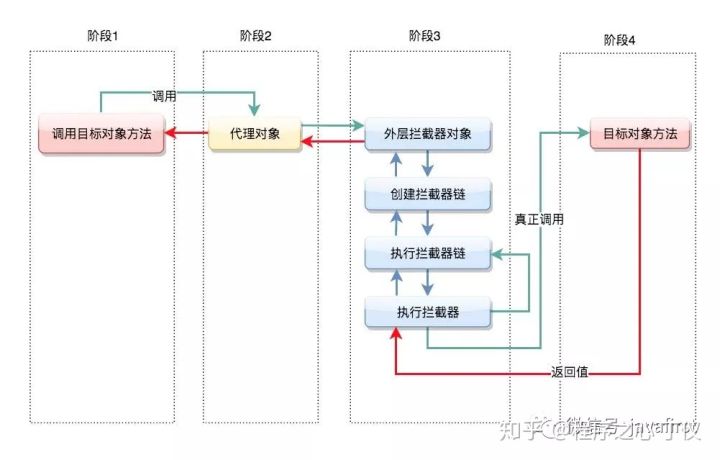 阶段1
阶段2
阶段3
阶段4
调用
调用目标对象方法
代理对象
外层拦截器对象
目标对象方法
创建拦截器链
真正调用
执行拦截器链
执行拦截器
返回值
知乎 @程序之心